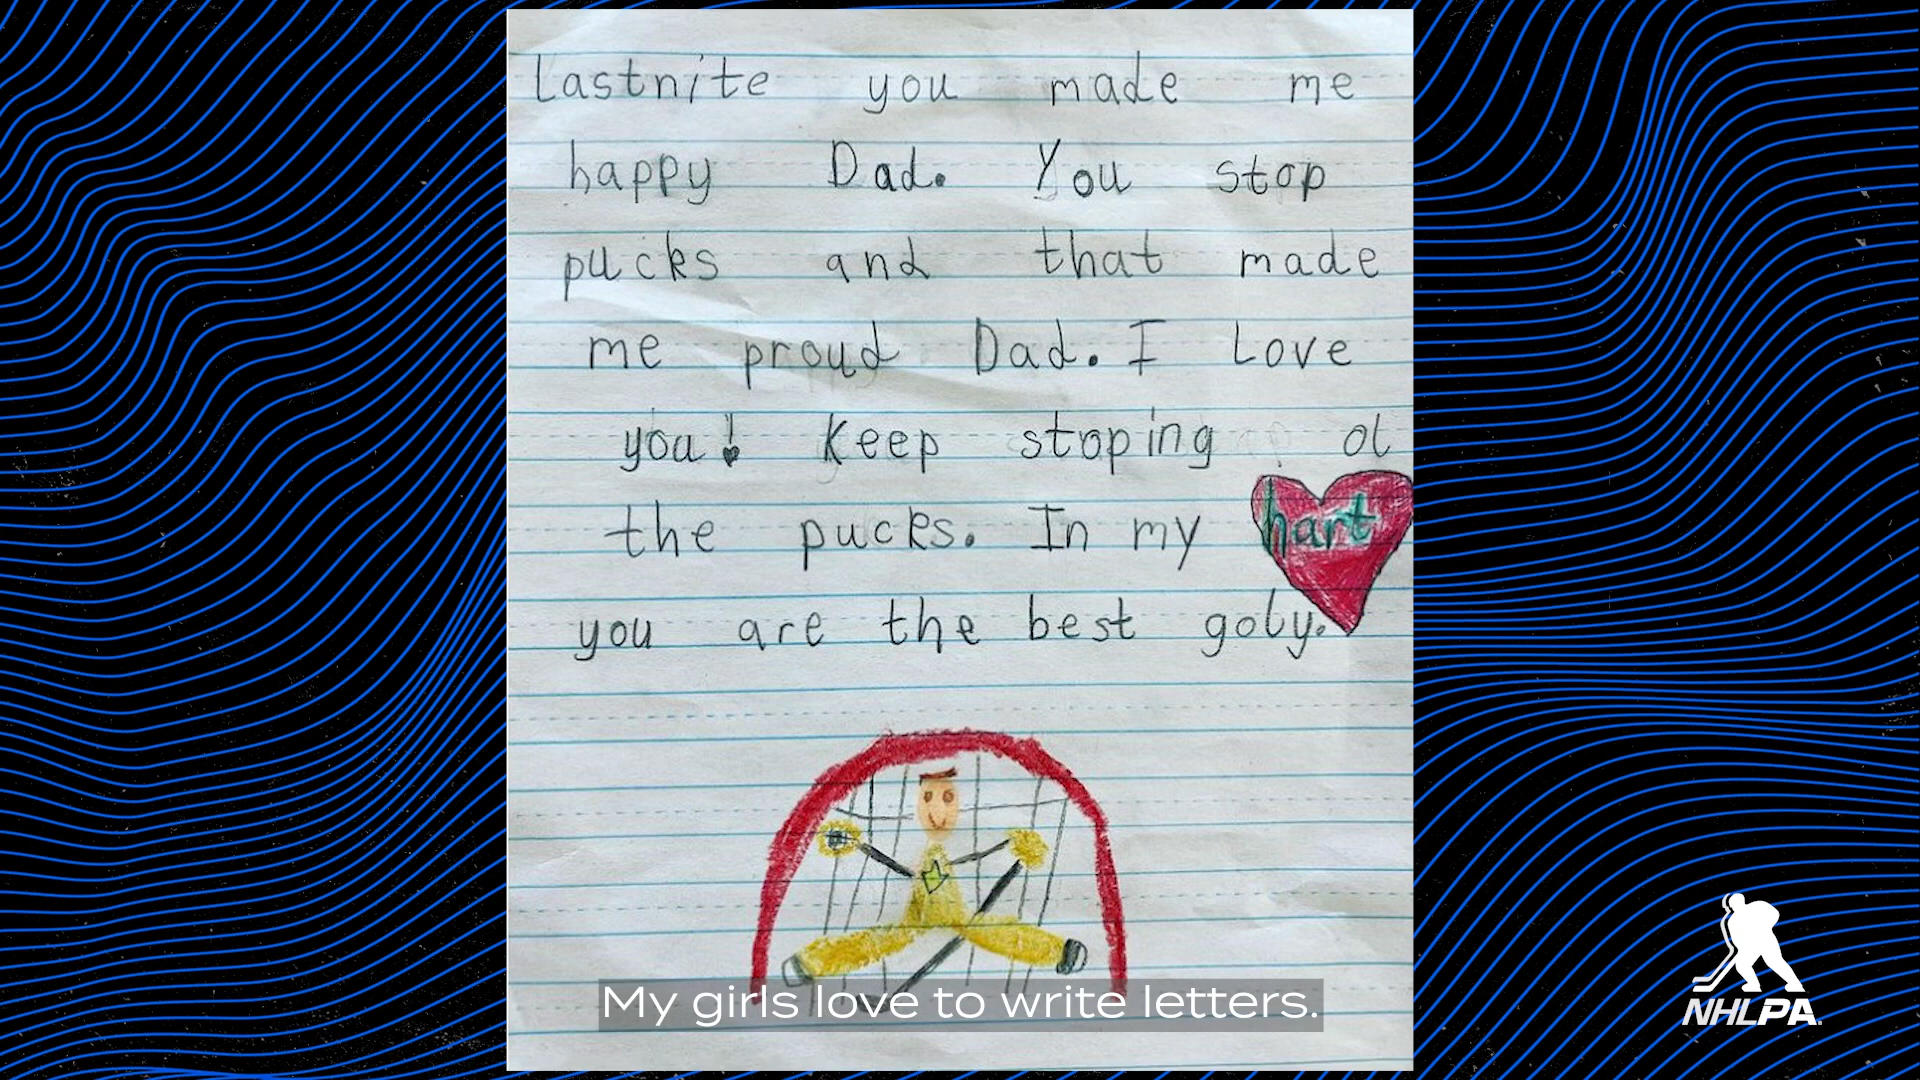 Lastnite you made me
happy Dad. You stop
pucks and that made
me proud Dad. I Love
you! Keep stoping ol
the pucks. In my hart
you are the best goly.
My girls love to write letters.
NHLPA.